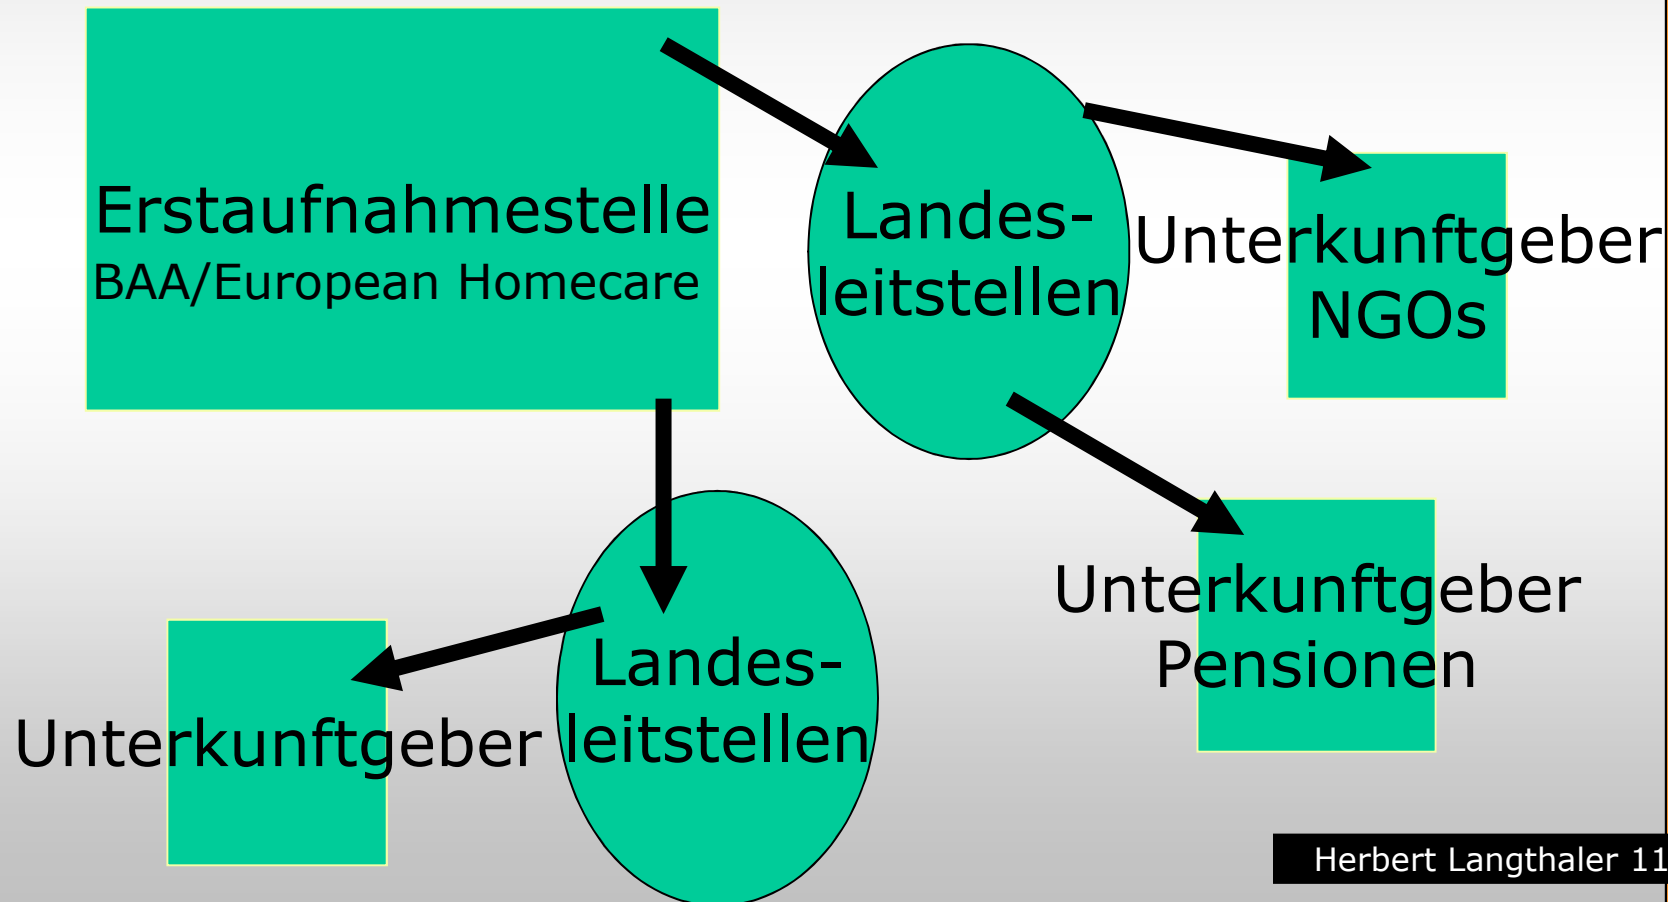 Erstaufnahmestelle
BAA/European Homecare
Landes-
leitstellen
Unterkunftgeber
NGOs
Unterkunftgeber
Pensionen
Landes-
leitstellen
Unterkunftgeber
Herbert Langthaler 11